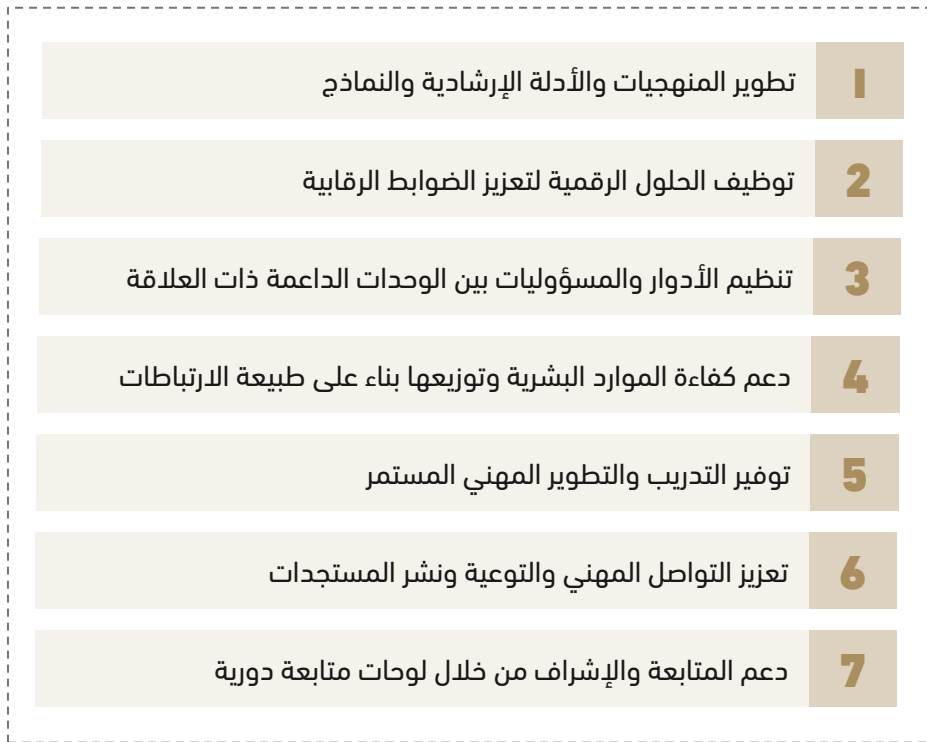 1 تطوير المنهجيات والأدلة الإرشادية والنماذج
2 توظيف الحلول الرقمية لتعزيز الضوابط الرقابية
3 تنظيم الأدوار والمسؤوليات بين الوحدات الداعمة ذات العلاقة
4 دعم كفاءة الموارد البشرية وتوزيعها بناء على طبيعة الارتباطات
5 توفير التدريب والتطوير المهني المستمر
6 تعزيز التواصل المهني والتوعية ونشر المستجدات
7 دعم المتابعة والإشراف من خلال لوحات متابعة دورية